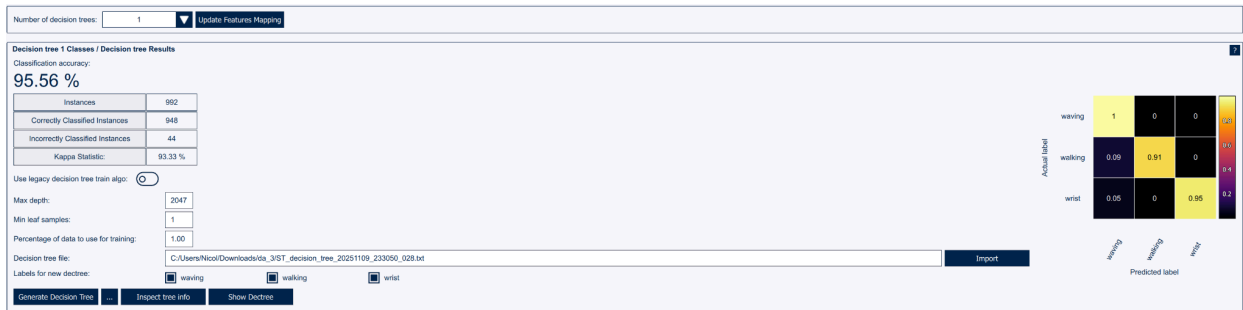 Number of decision trees: 1 Update Features Mapping
Decision tree 1 Classes / Decision tree Results ?
Classification accuracy:
95.56 %
Instances 992
Correctly Classified Instances 948
Incorrectly Classified Instances 44
Kappa Statistic: 93.33 %
Use legacy decision tree train algo:
Max depth: 2047
Min leaf samples: 1
Percentage of data to use for training: 1.00
Decision tree file: C:/Users/Nicol/Downloads/da_3/ST_decision_tree_20251109_233050_028.txt Import
Labels for new dectree: waving walking wrist
Generate Decision Tree ... Inspect tree info Show Dectree
Actual label
waving 1 0 0
walking 0.09 0.91 0
wrist 0.05 0 0.95
waving walking wrist
Predicted label
0.8
0.6
0.4
0.2